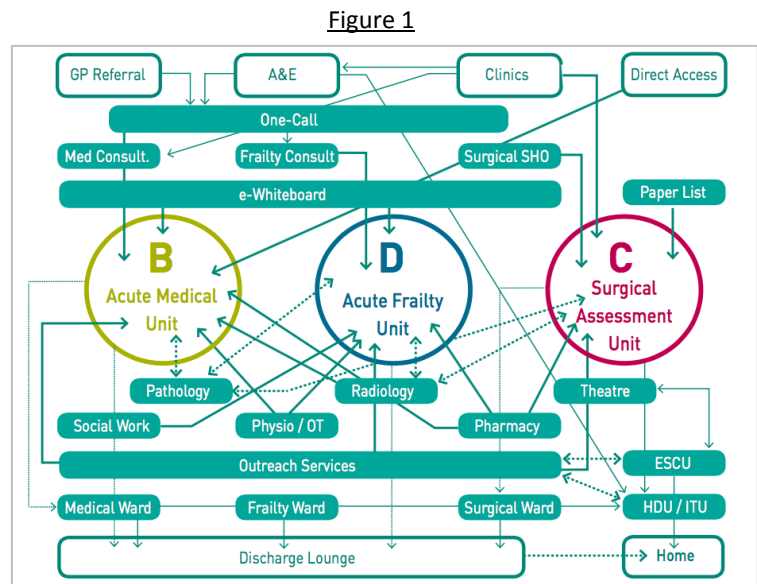 Figure 1
GP Referral
A&E
Clinics
Direct Access
One-Call
Med Consult.
Frailty Consult
Surgical SHO
e-Whiteboard
Paper List
B
Acute Medical
Unit
D
Acute Frailty
Unit
C
Surgical
Assessment
Unit
Pathology
Radiology
Theatre
Social Work
Physio / OT
Pharmacy
Outreach Services
ESCU
Medical Ward
Frailty Ward
Surgical Ward
HDU / ITU
Discharge Lounge
Home